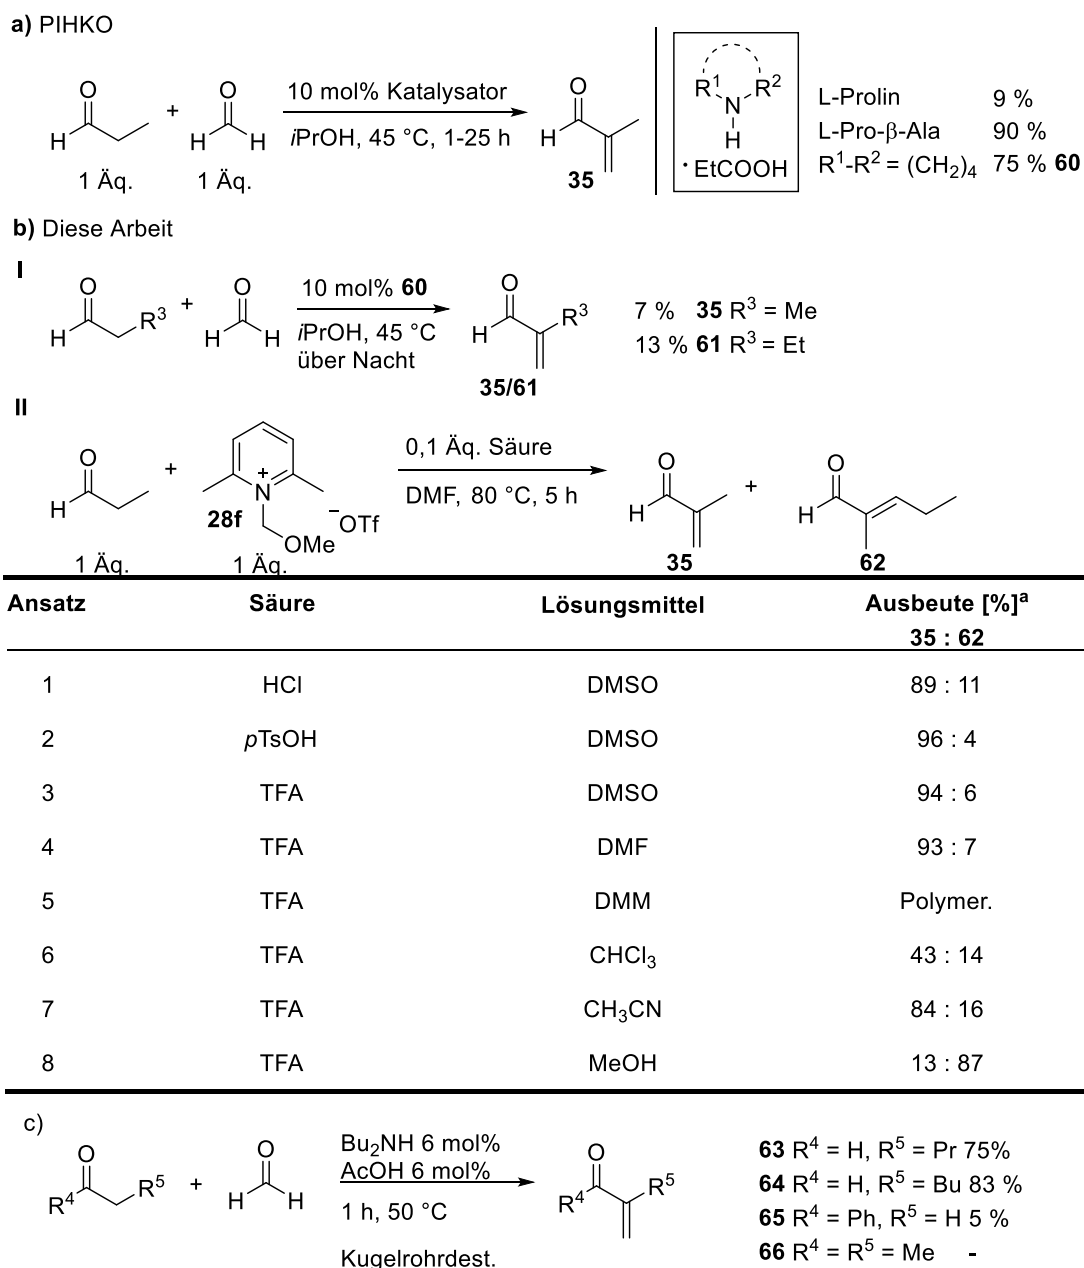 a) PIHKO
O
H
1 Äq.
+
O
H H
1 Äq.
10 mol% Katalysator
iPrOH, 45 °C, 1-25 h
O
H
35
R¹ R²
N
H
· EtCOOH
L-Prolin 9 %
L-Pro-β-Ala 90 %
R¹-R² = (CH₂)₄ 75 % 60
b) Diese Arbeit
I
O
H R³
+
O
H H
10 mol% 60
iPrOH, 45 °C
über Nacht
O
H R³
35/61
7 % 35 R³ = Me
13 % 61 R³ = Et
II
O
H
1 Äq.
+
N⁺
28f
OMe
⁻OTf
1 Äq.
0,1 Äq. Säure
DMF, 80 °C, 5 h
O
H
35
+
O
H
62
Ansatz Säure Lösungsmittel Ausbeute [%]ᵃ
35 : 62
1 HCl DMSO 89 : 11
2 pTsOH DMSO 96 : 4
3 TFA DMSO 94 : 6
4 TFA DMF 93 : 7
5 TFA DMM Polymer.
6 TFA CHCl₃ 43 : 14
7 TFA CH₃CN 84 : 16
8 TFA MeOH 13 : 87
c)
O
R⁴ R⁵
+
O
H H
Bu₂NH 6 mol%
AcOH 6 mol%
1 h, 50 °C
Kugelrohrdest.
O
R⁴ R⁵
63 R⁴ = H, R⁵ = Pr 75%
64 R⁴ = H, R⁵ = Bu 83 %
65 R⁴ = Ph, R⁵ = H 5 %
66 R⁴ = R⁵ = Me -